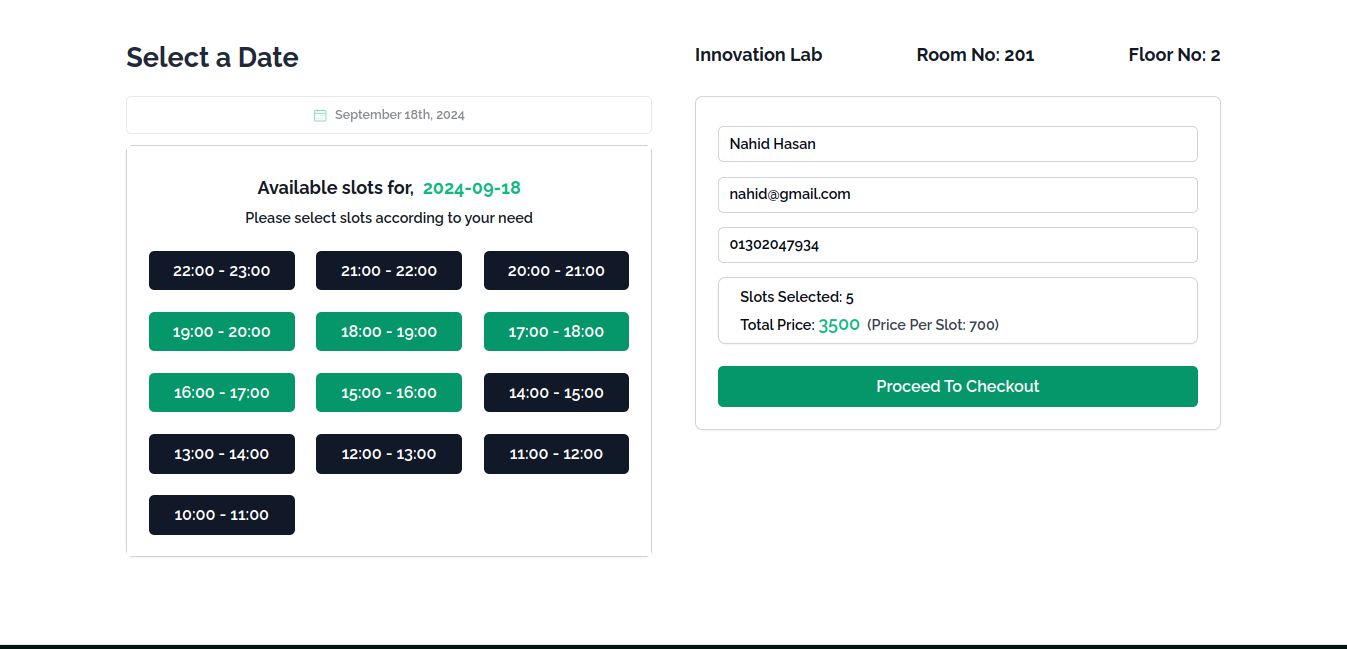 Select a Date
September 18th, 2024
Available slots for, 2024-09-18
Please select slots according to your need
22:00 - 23:00 21:00 - 22:00 20:00 - 21:00
19:00 - 20:00 18:00 - 19:00 17:00 - 18:00
16:00 - 17:00 15:00 - 16:00 14:00 - 15:00
13:00 - 14:00 12:00 - 13:00 11:00 - 12:00
10:00 - 11:00
Innovation Lab Room No: 201 Floor No: 2
Nahid Hasan
nahid@gmail.com
01302047934
Slots Selected: 5
Total Price: 3500 (Price Per Slot: 700)
Proceed To Checkout